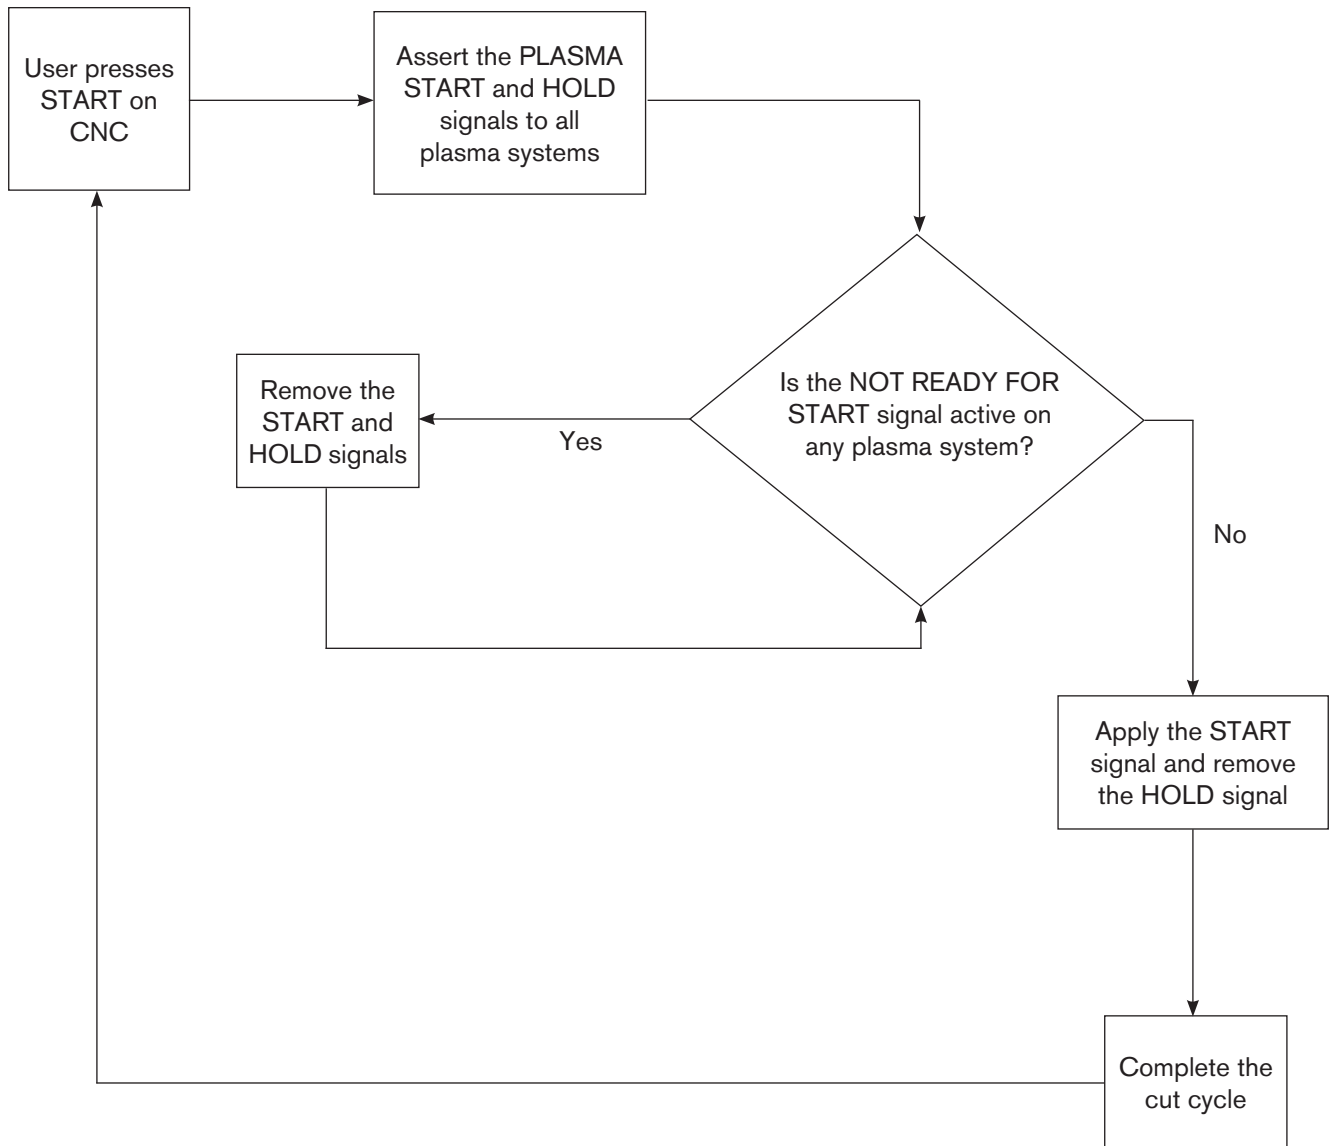 User presses
START on
CNC
Assert the PLASMA
START and HOLD
signals to all
plasma systems
Remove the
START and
HOLD signals
Yes
Is the NOT READY FOR
START signal active on
any plasma system?
No
Apply the START
signal and remove
the HOLD signal
Complete the
cut cycle